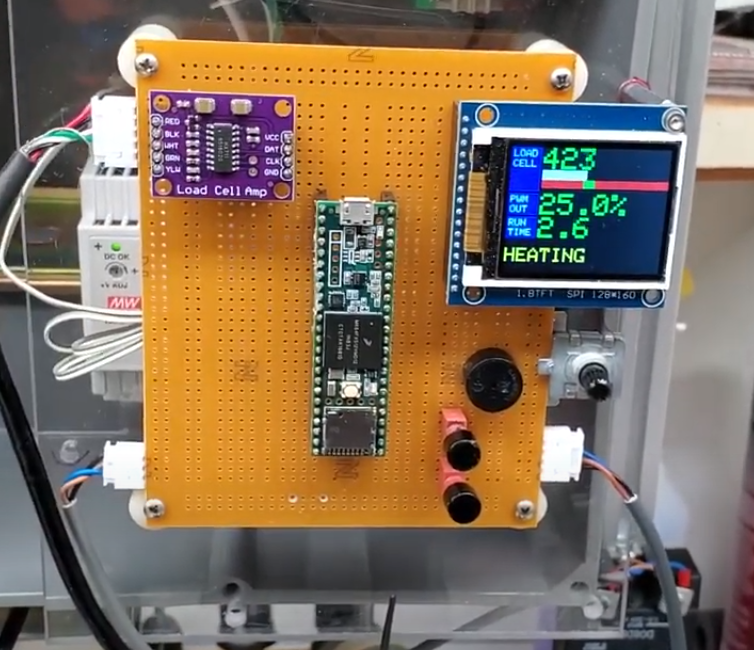 RED
BLK
WHT
GRN
YLW
VCC
DAT
CLK
GND
Load Cell Amp
LOAD
CELL 423
PWM
OUT 25.0%
RUN
TIME 2.6
HEATING
1.8TFT SPI 128*160
+ -
DC OK
MW